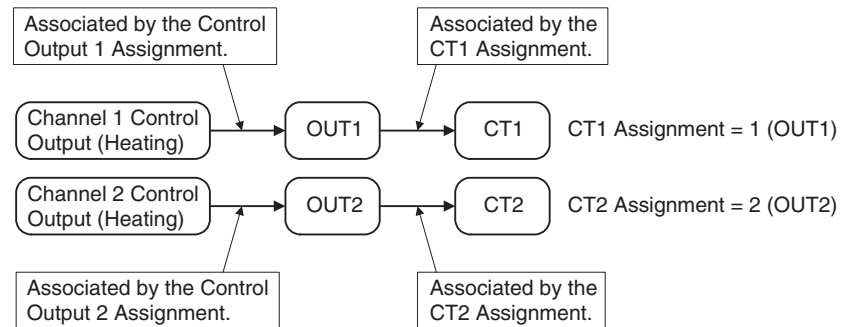 Associated by the Control
Output 1 Assignment.
Associated by the
CT1 Assignment.
Channel 1 Control
Output (Heating)
OUT1
CT1
CT1 Assignment = 1 (OUT1)
Channel 2 Control
Output (Heating)
OUT2
CT2
CT2 Assignment = 2 (OUT2)
Associated by the Control
Output 2 Assignment.
Associated by the
CT2 Assignment.